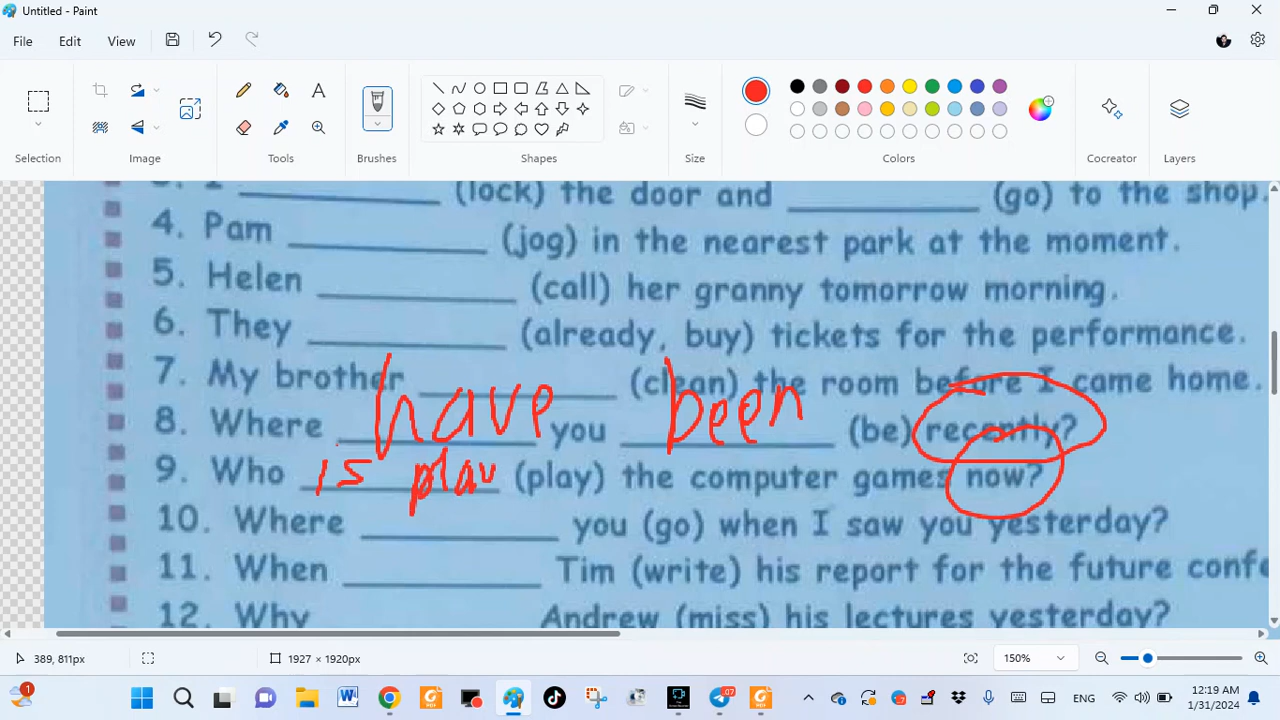 Untitled - Paint
File Edit View
Selection Image Tools Brushes Shapes Size Colors Cocreator Layers
(lock) the door and (go) to the shop.
4. Pam (jog) in the nearest park at the moment.
5. Helen (call) her granny tomorrow morning.
6. They (already, buy) tickets for the performance.
7. My brother (clean) the room before I came home.
8. Where have you been (be) recently?
9. Who is play (play) the computer games now?
10. Where you (go) when I saw you yesterday?
11. When Tim (write) his report for the future confe
12. Why Andrew (miss) his lectures yesterday?
389, 811px 1927 × 1920px 150%
1 07 ENG 12:19 AM
1/31/2024